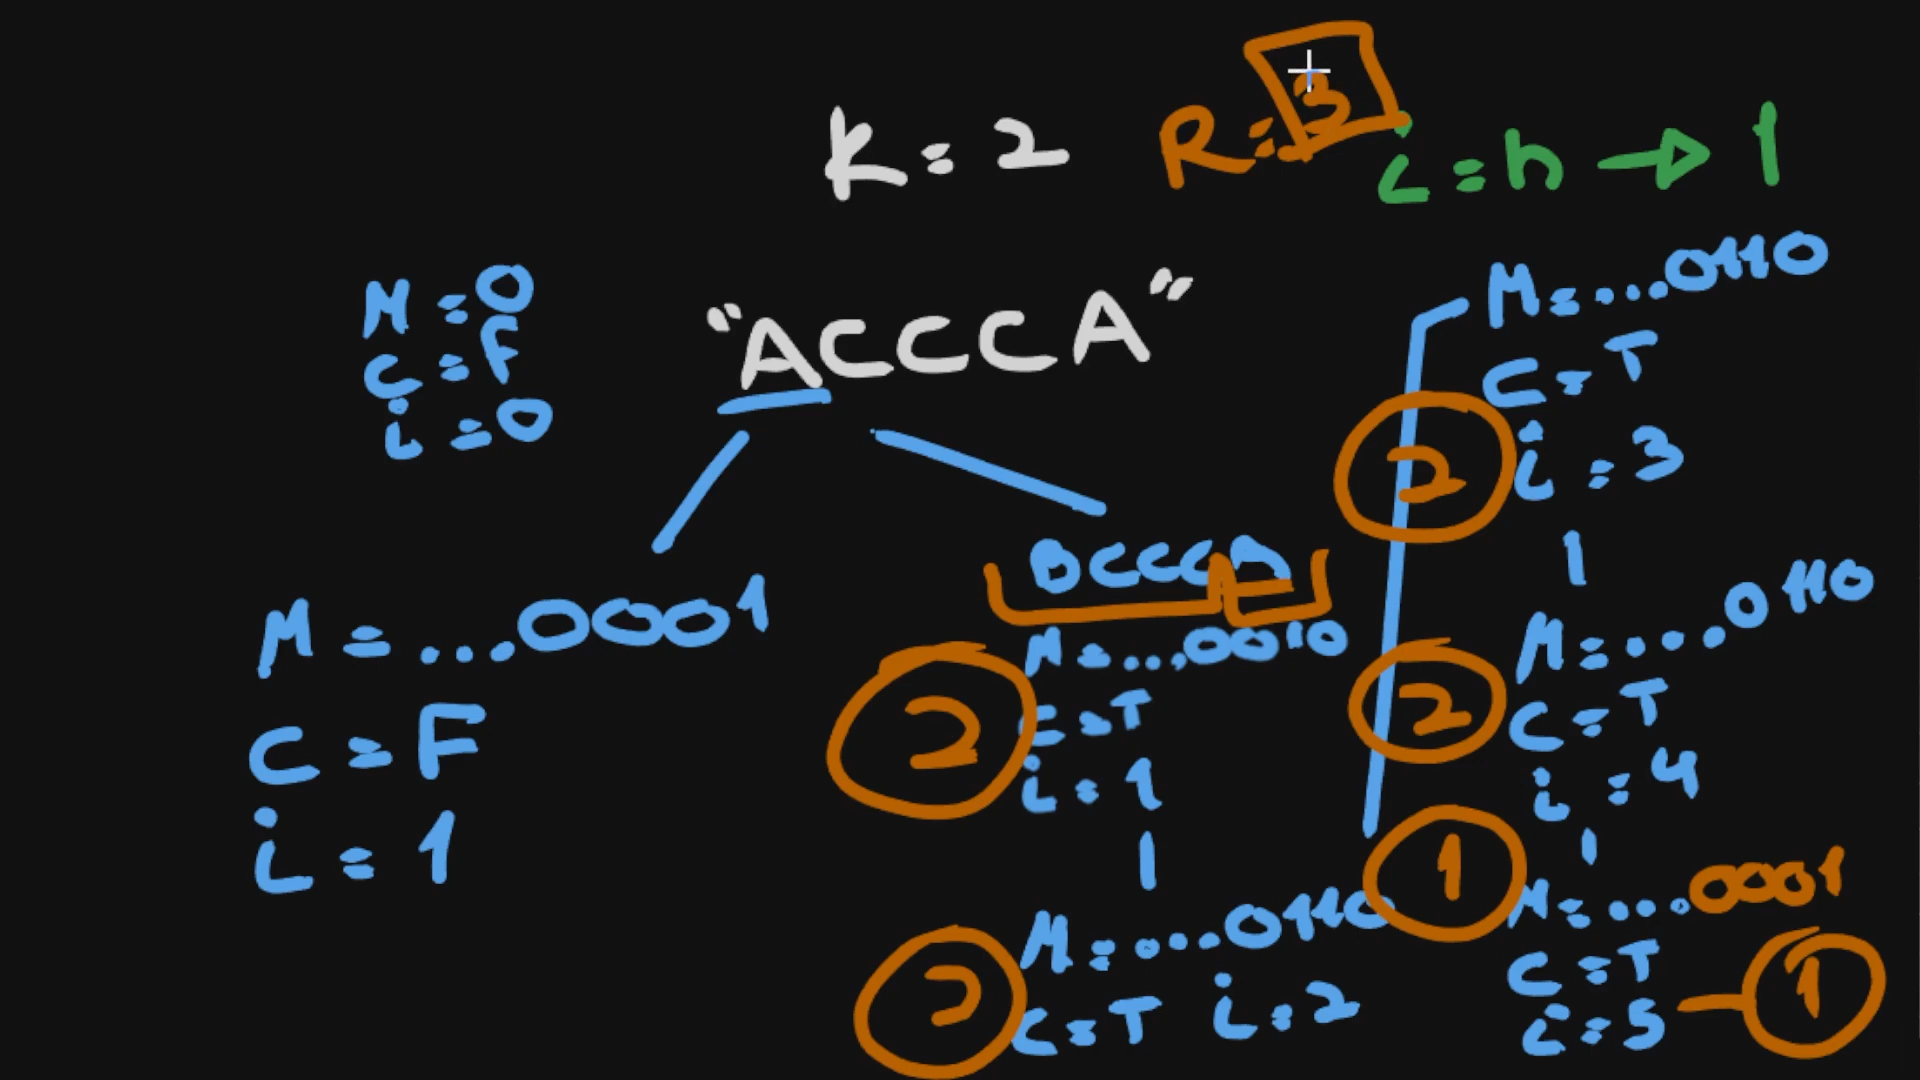 K = 2
R = 3
i = n → 1
M = 0
C = F
i = 0
"ACCCA"
M = ....0001
C = F
i = 1
BCCCA
2
M = ....0010
C = T
i = 1
2
M = ....0110
C = T i = 2
M = ....0110
C = T
2
i = 3
M = ....0110
2
C = T
i = 4
1
M = ....0001
C = T
i = 5
1